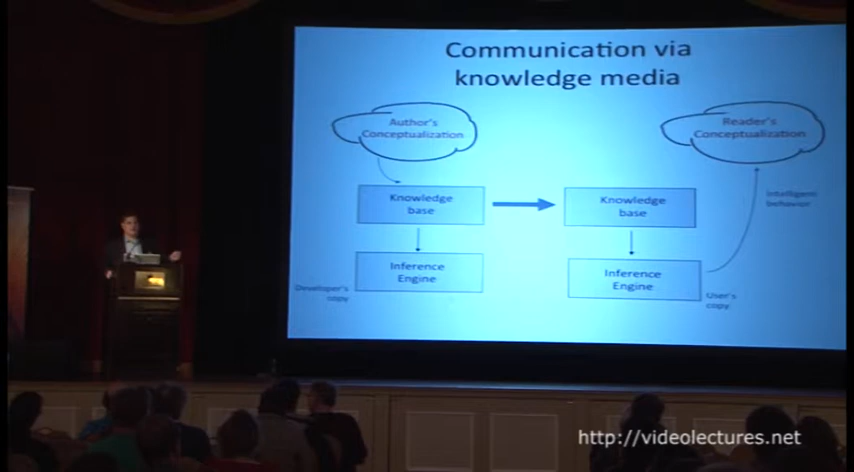 Communication via
knowledge media
Author's
Conceptualization
Reader's
Conceptualization
Knowledge
base
Knowledge
base
Intelligent
behavior
Inference
Engine
Inference
Engine
Developer's
copy
User's
copy
http://videolectures.net